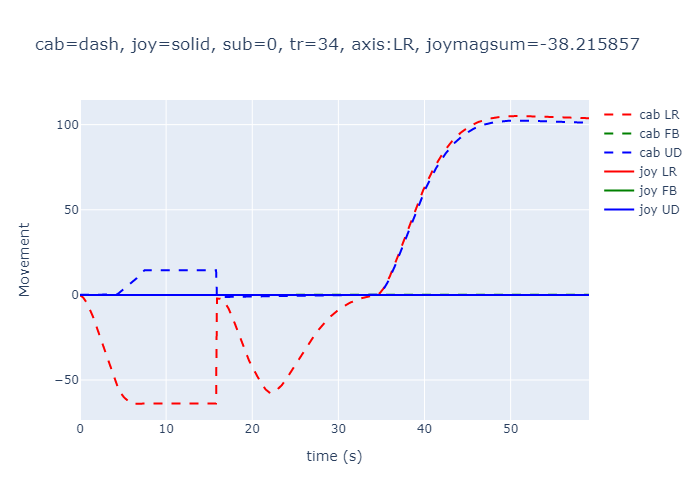 cab=dash, joy=solid, sub=0, tr=34, axis:LR, joymagsum=-38.215857
cab LR
cab FB
cab UD
joy LR
joy FB
joy UD
Movement
100
50
0
−50
0 10 20 30 40 50
time (s)